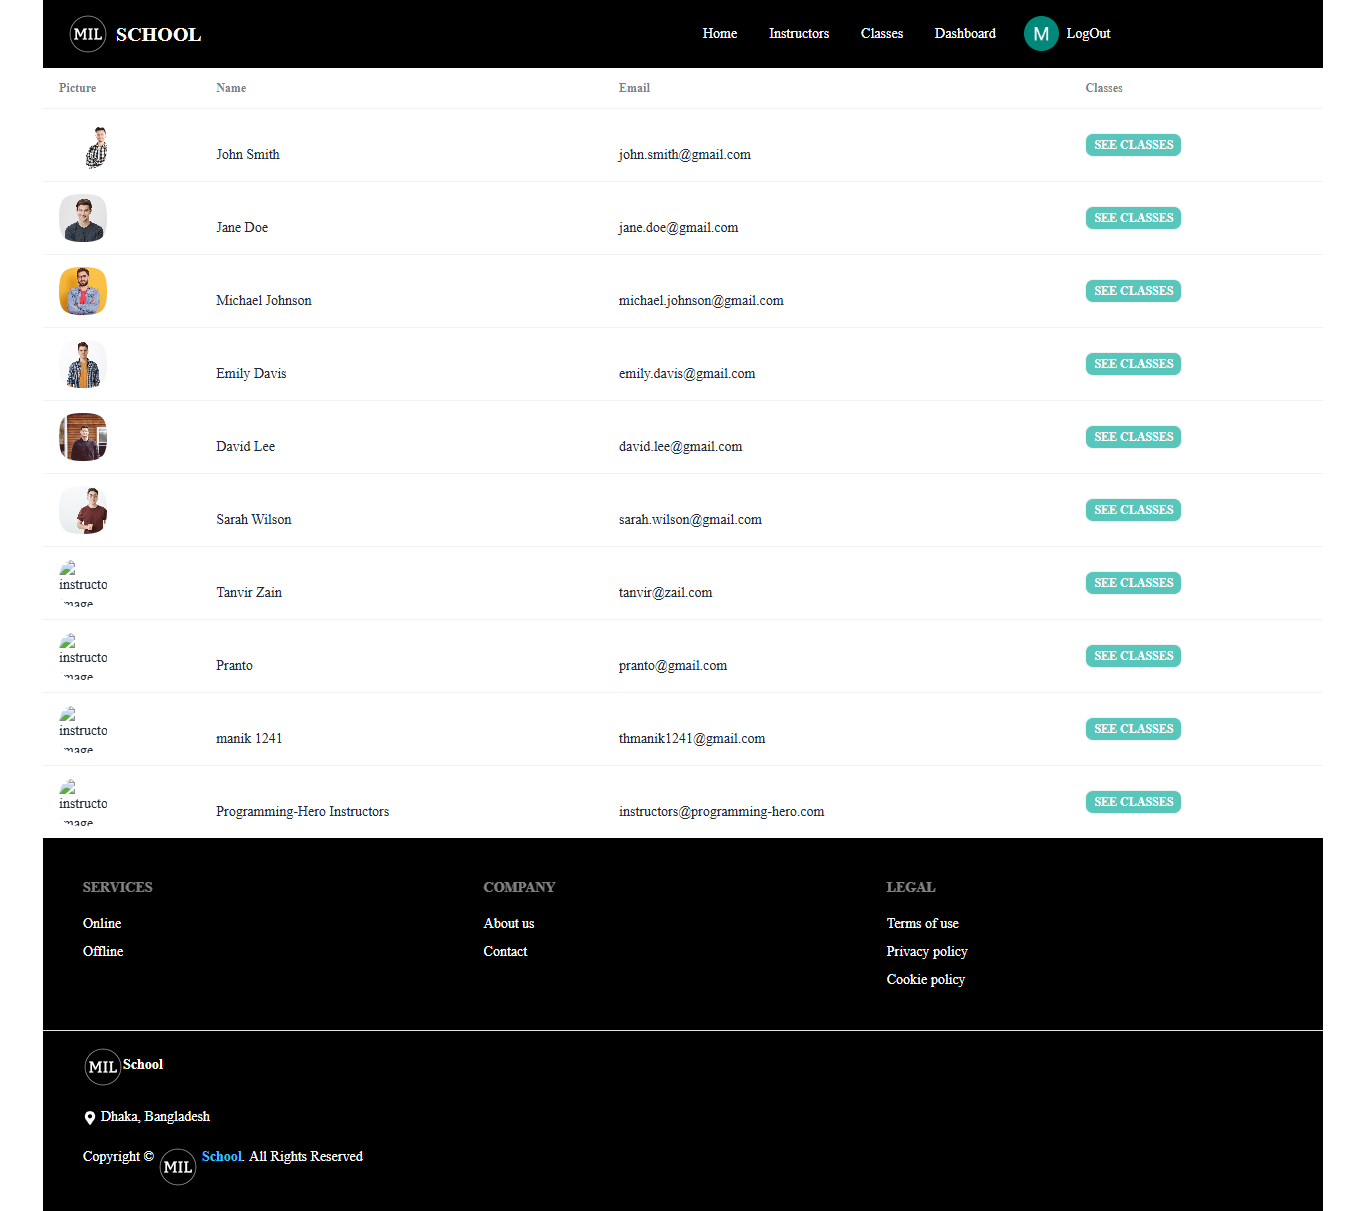 MIL SCHOOL Home Instructors Classes Dashboard M LogOut
Picture Name Email Classes
John Smith john.smith@gmail.com SEE CLASSES
Jane Doe jane.doe@gmail.com SEE CLASSES
Michael Johnson michael.johnson@gmail.com SEE CLASSES
Emily Davis emily.davis@gmail.com SEE CLASSES
David Lee david.lee@gmail.com SEE CLASSES
Sarah Wilson sarah.wilson@gmail.com SEE CLASSES
instructo
image
Tanvir Zain tanvir@zail.com SEE CLASSES
instructo
image
Pranto pranto@gmail.com SEE CLASSES
instructo
image
manik 1241 thmanik1241@gmail.com SEE CLASSES
instructo
image
Programming-Hero Instructors instructors@programming-hero.com SEE CLASSES
SERVICES COMPANY LEGAL
Online About us Terms of use
Offline Contact Privacy policy
Cookie policy
MIL School
Dhaka, Bangladesh
Copyright © MIL School. All Rights Reserved